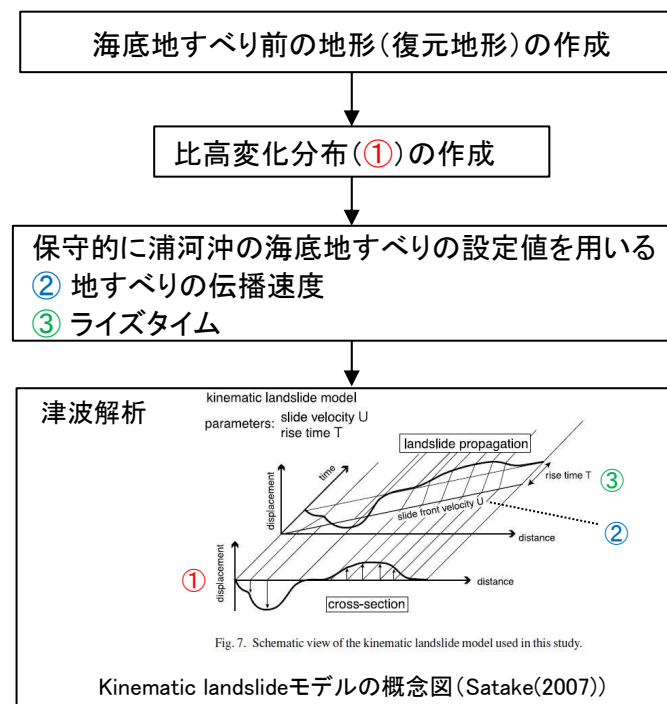 海底地すべり前の地形(復元地形)の作成
比高変化分布(①)の作成
保守的に浦河沖の海底地すべりの設定値を用いる
② 地すべりの伝播速度
③ ライズタイム
津波解析
kinematic landslide model
parameters: slide velocity U
rise time T
landslide propagation
time
displacement
rise time T
③
slide front velocity U
②
distance
①
displacement
distance
cross-section
Fig. 7. Schematic view of the kinematic landslide model used in this study.
Kinematic landslideモデルの概念図(Satake(2007))